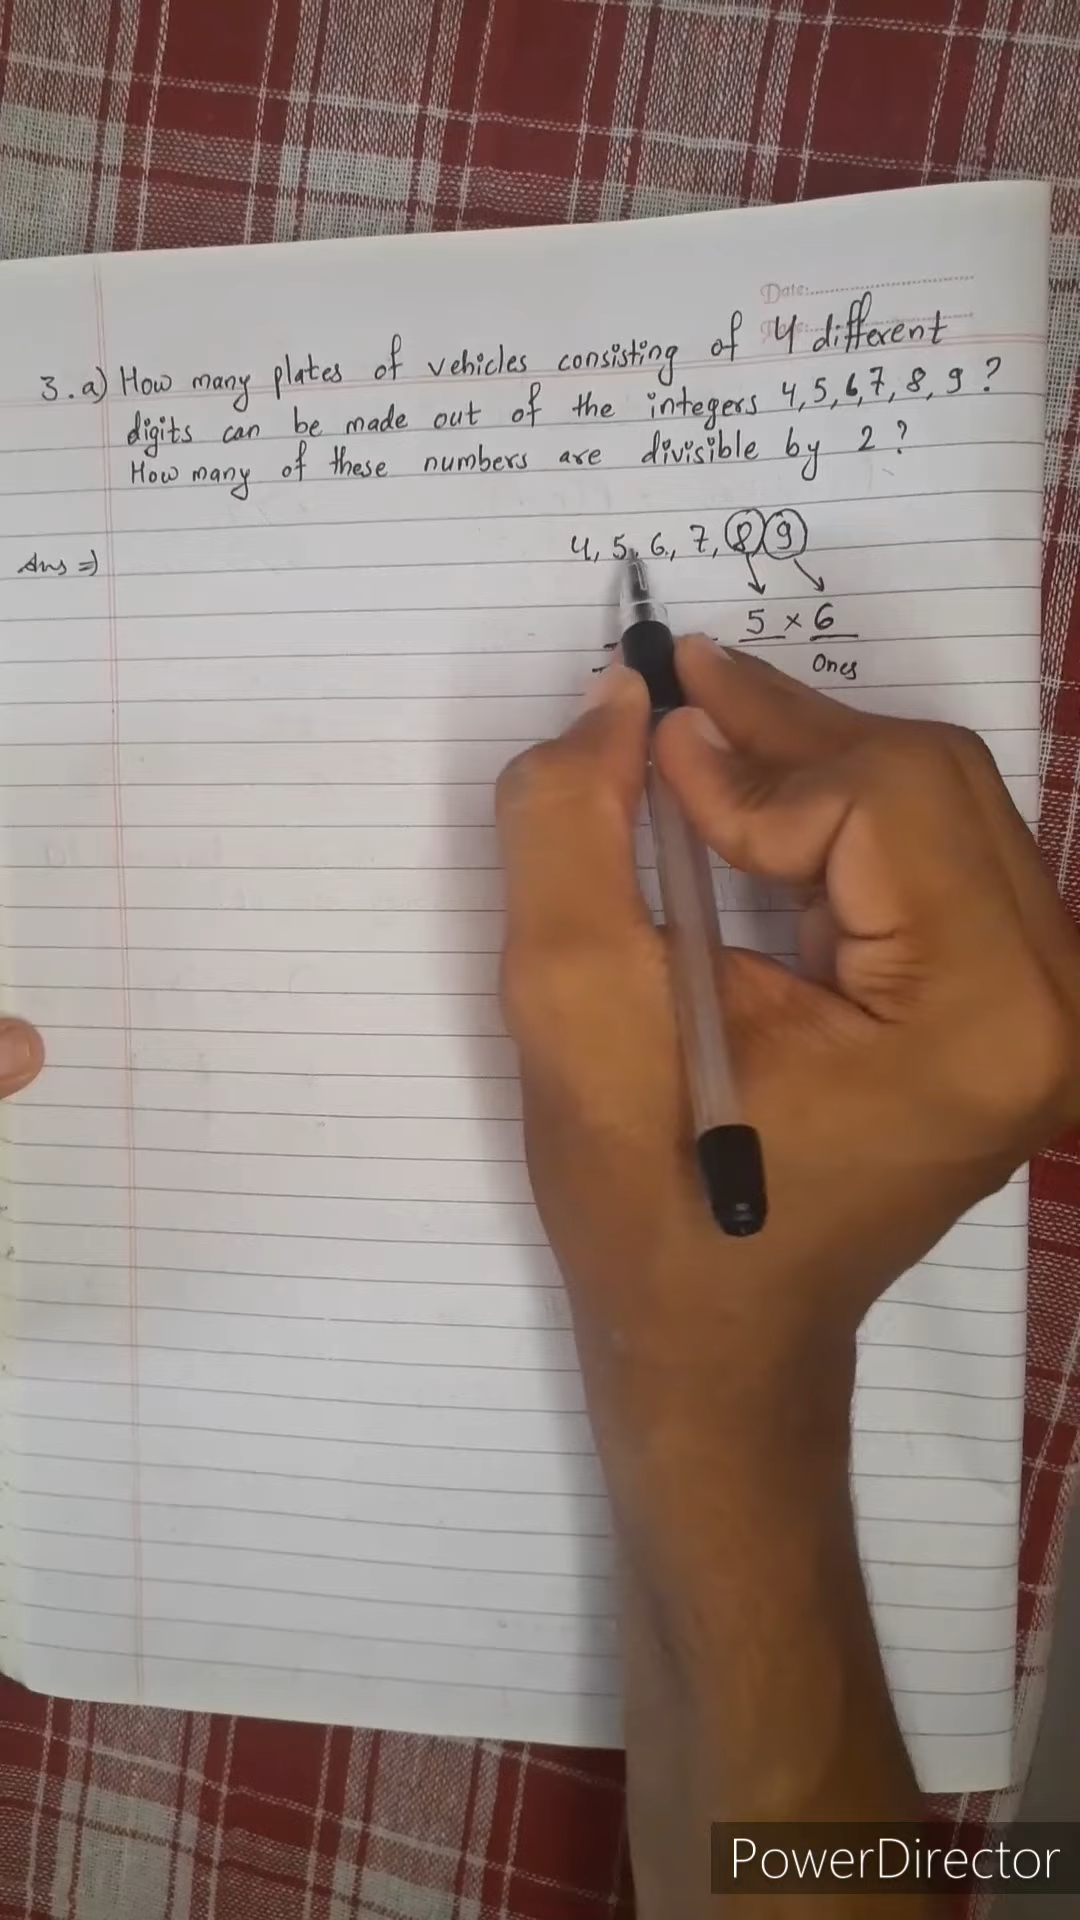 Date:
3. a) How many plates of vehicles consisting of 4 different
digits can be made out of the integers 4, 5, 6, 7, 8, 9 ?
How many of these numbers are divisible by 2 ?
Ans ⇒)
4, 5, 6, 7, 8, 9
5 × 6
Ones
PowerDirector